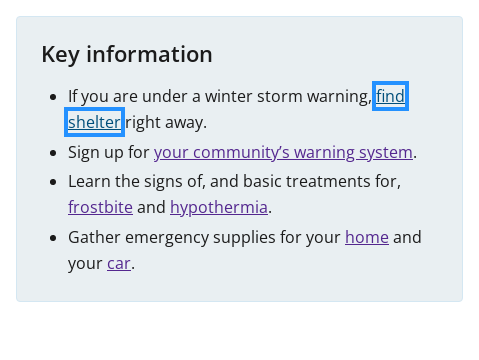 Key information
If you are under a winter storm warning, find
shelter right away.
Sign up for your community’s warning system.
Learn the signs of, and basic treatments for,
frostbite and hypothermia.
Gather emergency supplies for your home and
your car.